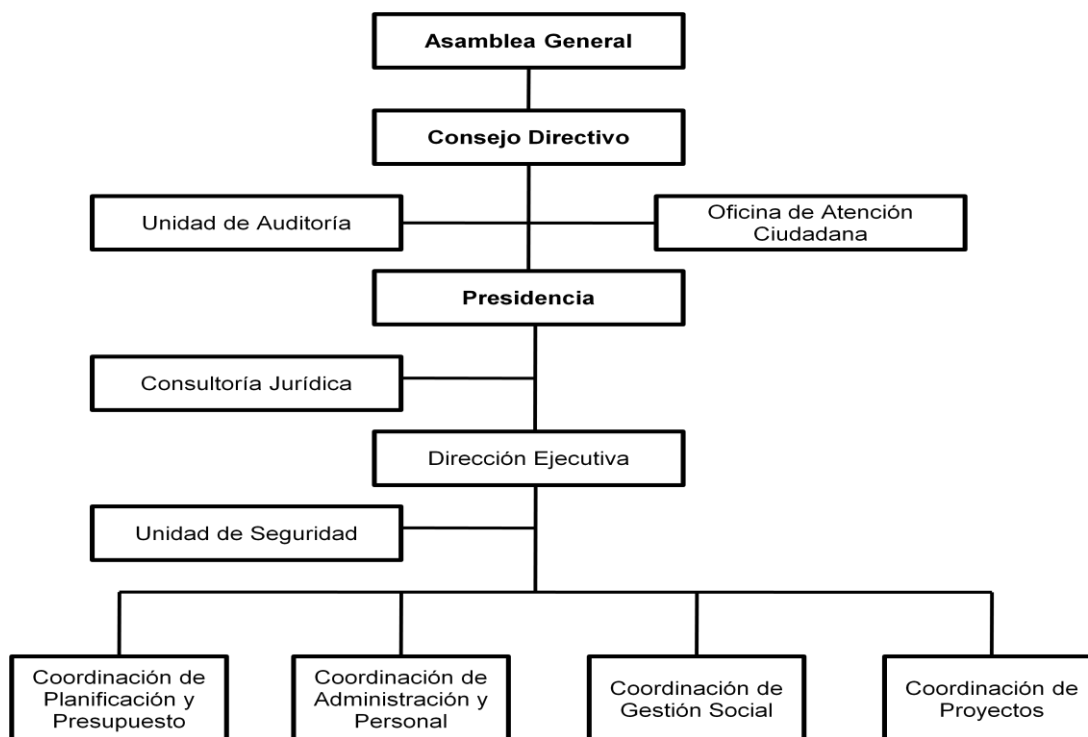 Asamblea General
Consejo Directivo
Unidad de Auditoría
Oficina de Atención
Ciudadana
Presidencia
Consultoría Jurídica
Dirección Ejecutiva
Unidad de Seguridad
Coordinación de
Planificación y
Presupuesto
Coordinación de
Administración y
Personal
Coordinación de
Gestión Social
Coordinación de
Proyectos